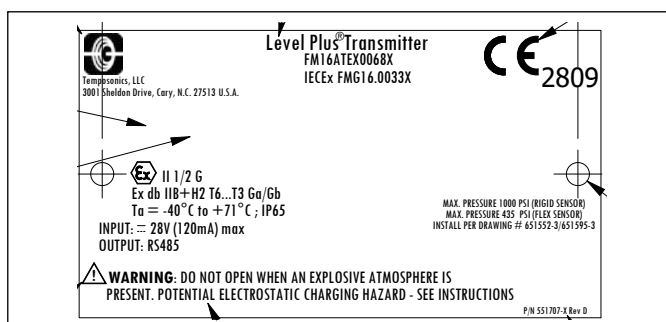 Level Plus® Transmitter
FM16ATEX0068X
IECEx FMG16.0033X
CE 2809
Temposonics, LLC
3001 Sheldon Drive, Cary, N.C. 27513 U.S.A.
Ex II 1/2 G
Ex db IIB+H2 T6...T3 Ga/Gb
Ta = -40°C to +71°C ; IP65
INPUT: ⎓ 28V (120mA) max
OUTPUT: RS485
MAX. PRESSURE 1000 PSI (RIGID SENSOR)
MAX. PRESSURE 435 PSI (FLEX SENSOR)
INSTALL PER DRAWING # 651552-3/651595-3
WARNING: DO NOT OPEN WHEN AN EXPLOSIVE ATMOSPHERE IS
PRESENT. POTENTIAL ELECTROSTATIC CHARGING HAZARD - SEE INSTRUCTIONS
P/N 551707-X Rev D